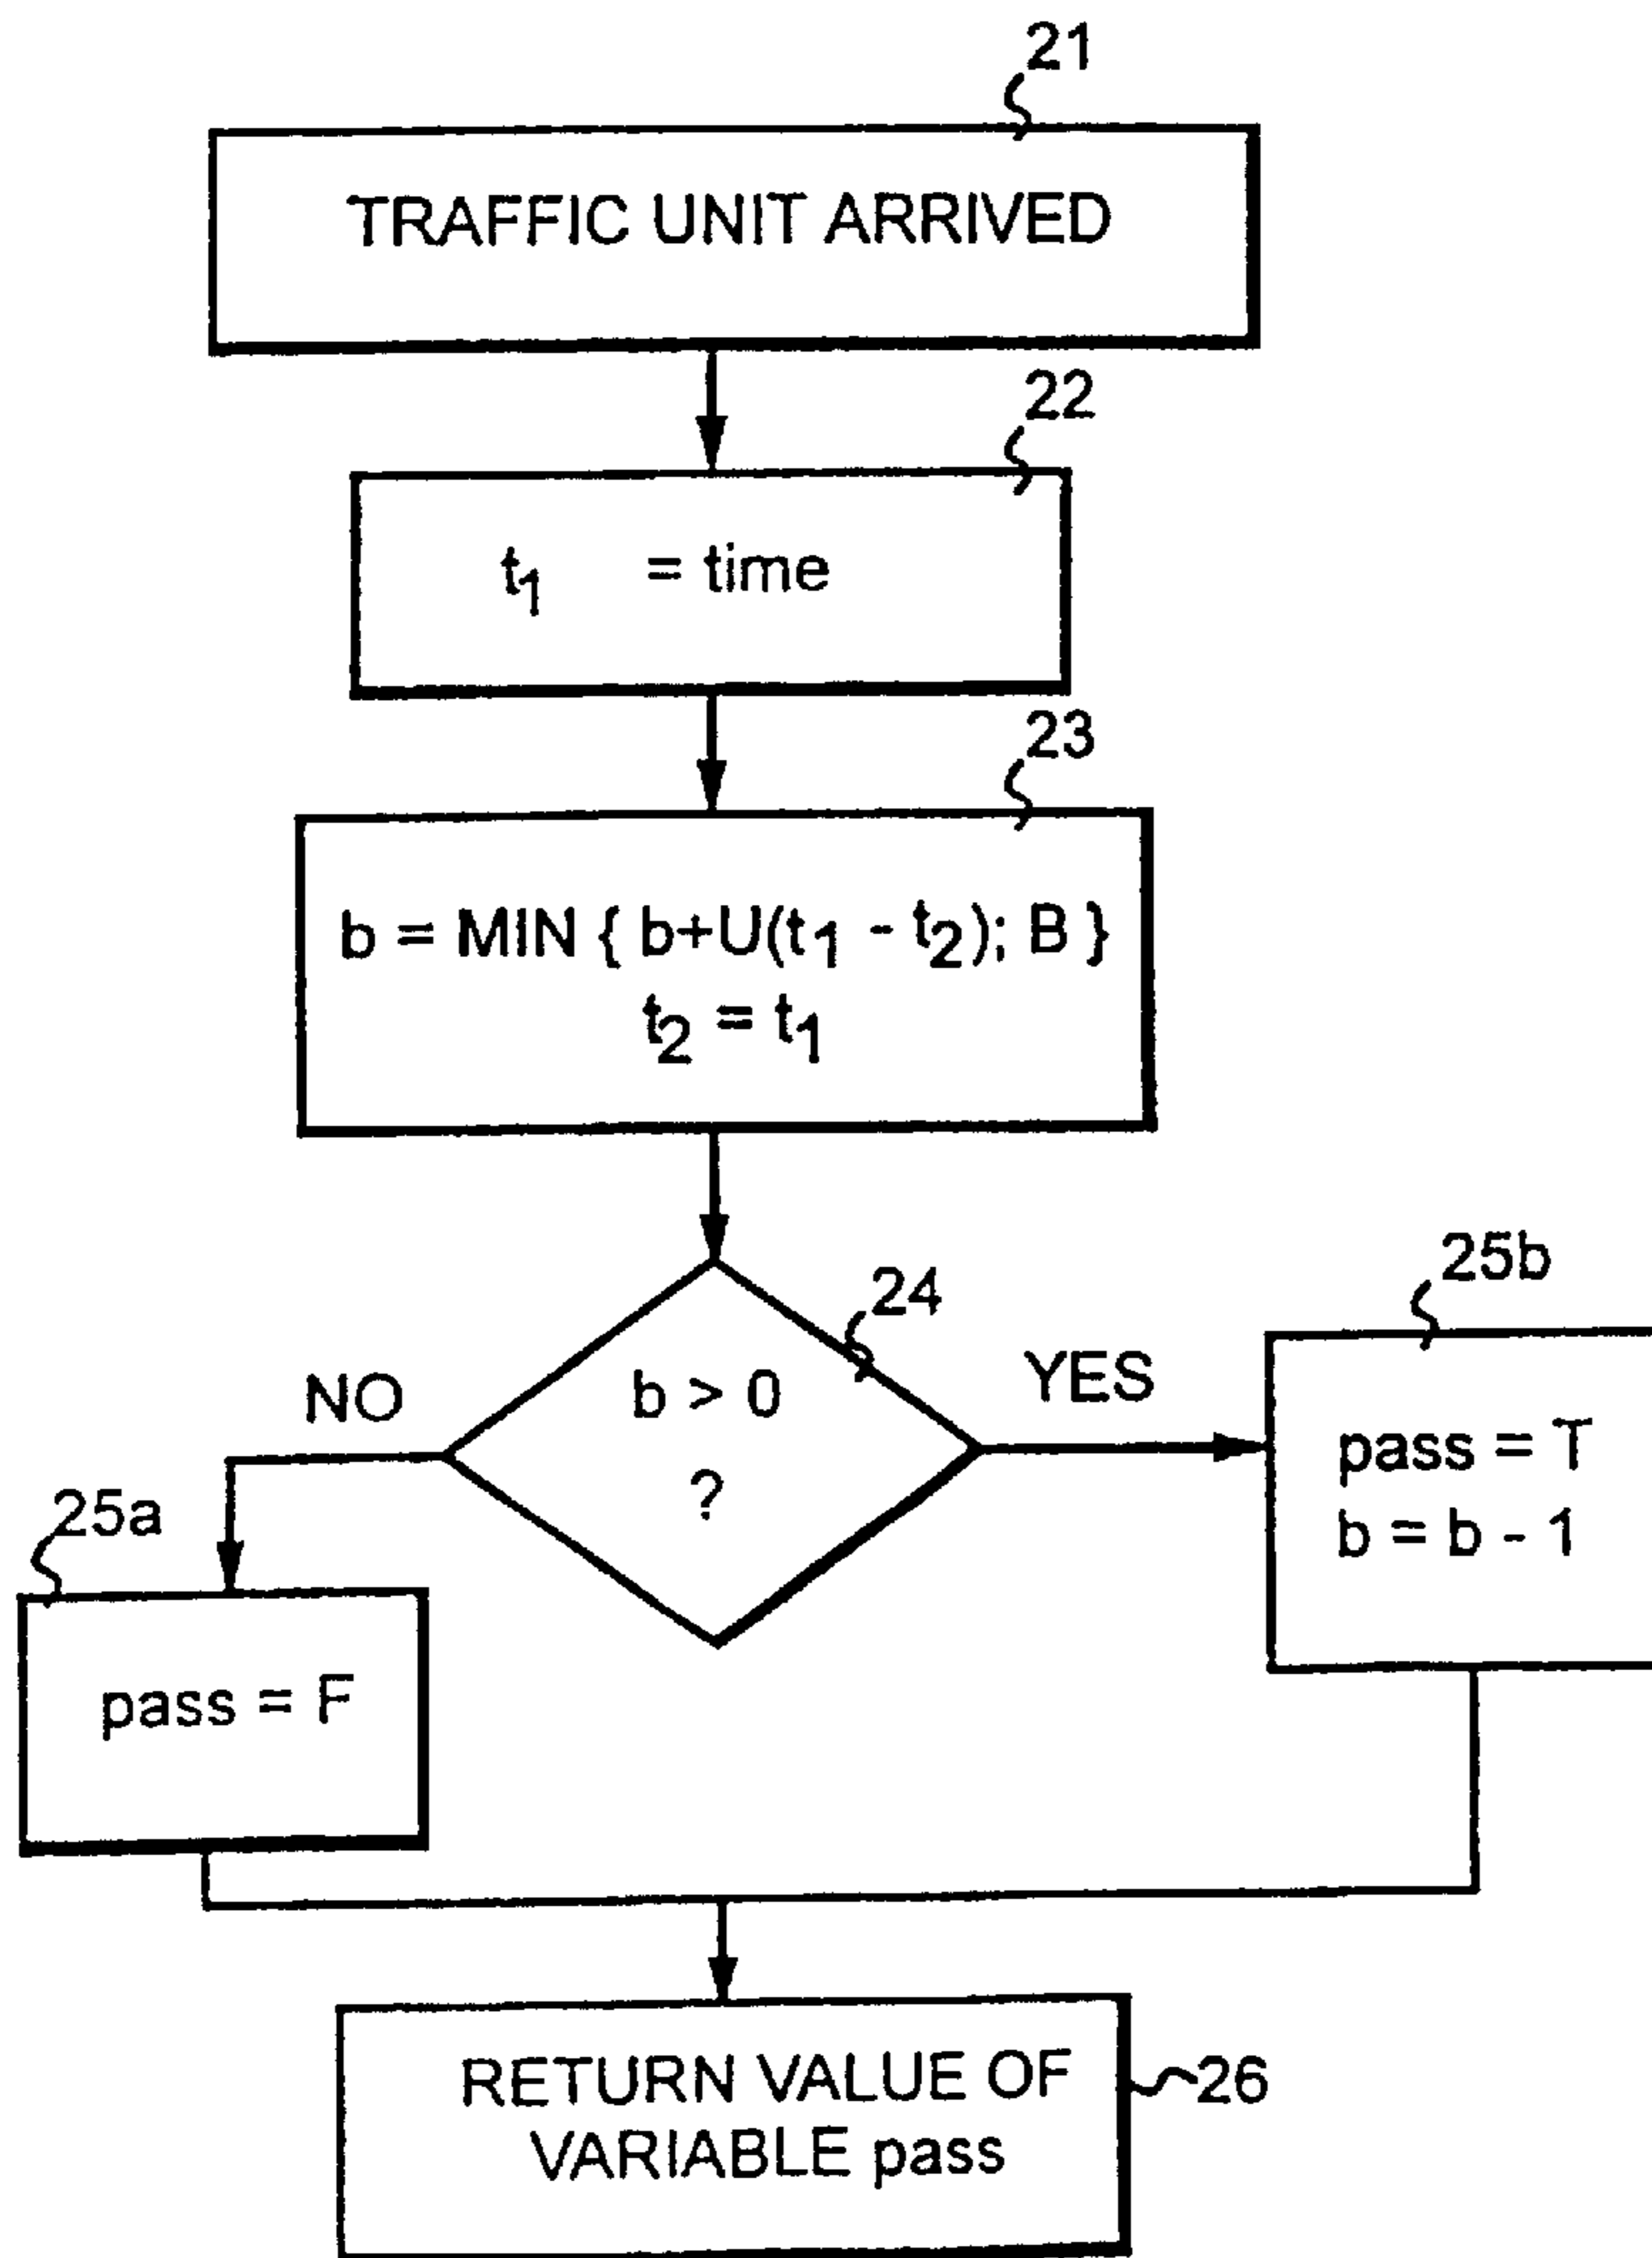 21
TRAFFIC UNIT ARRIVED
22
t1 = time
23
b = MIN { b+U(t1 - t2); B }
t2 = t1
24
b > 0
?
NO
YES
25b
pass = T
b = b - 1
25a
pass = F
RETURN VALUE OF
VARIABLE pass
26